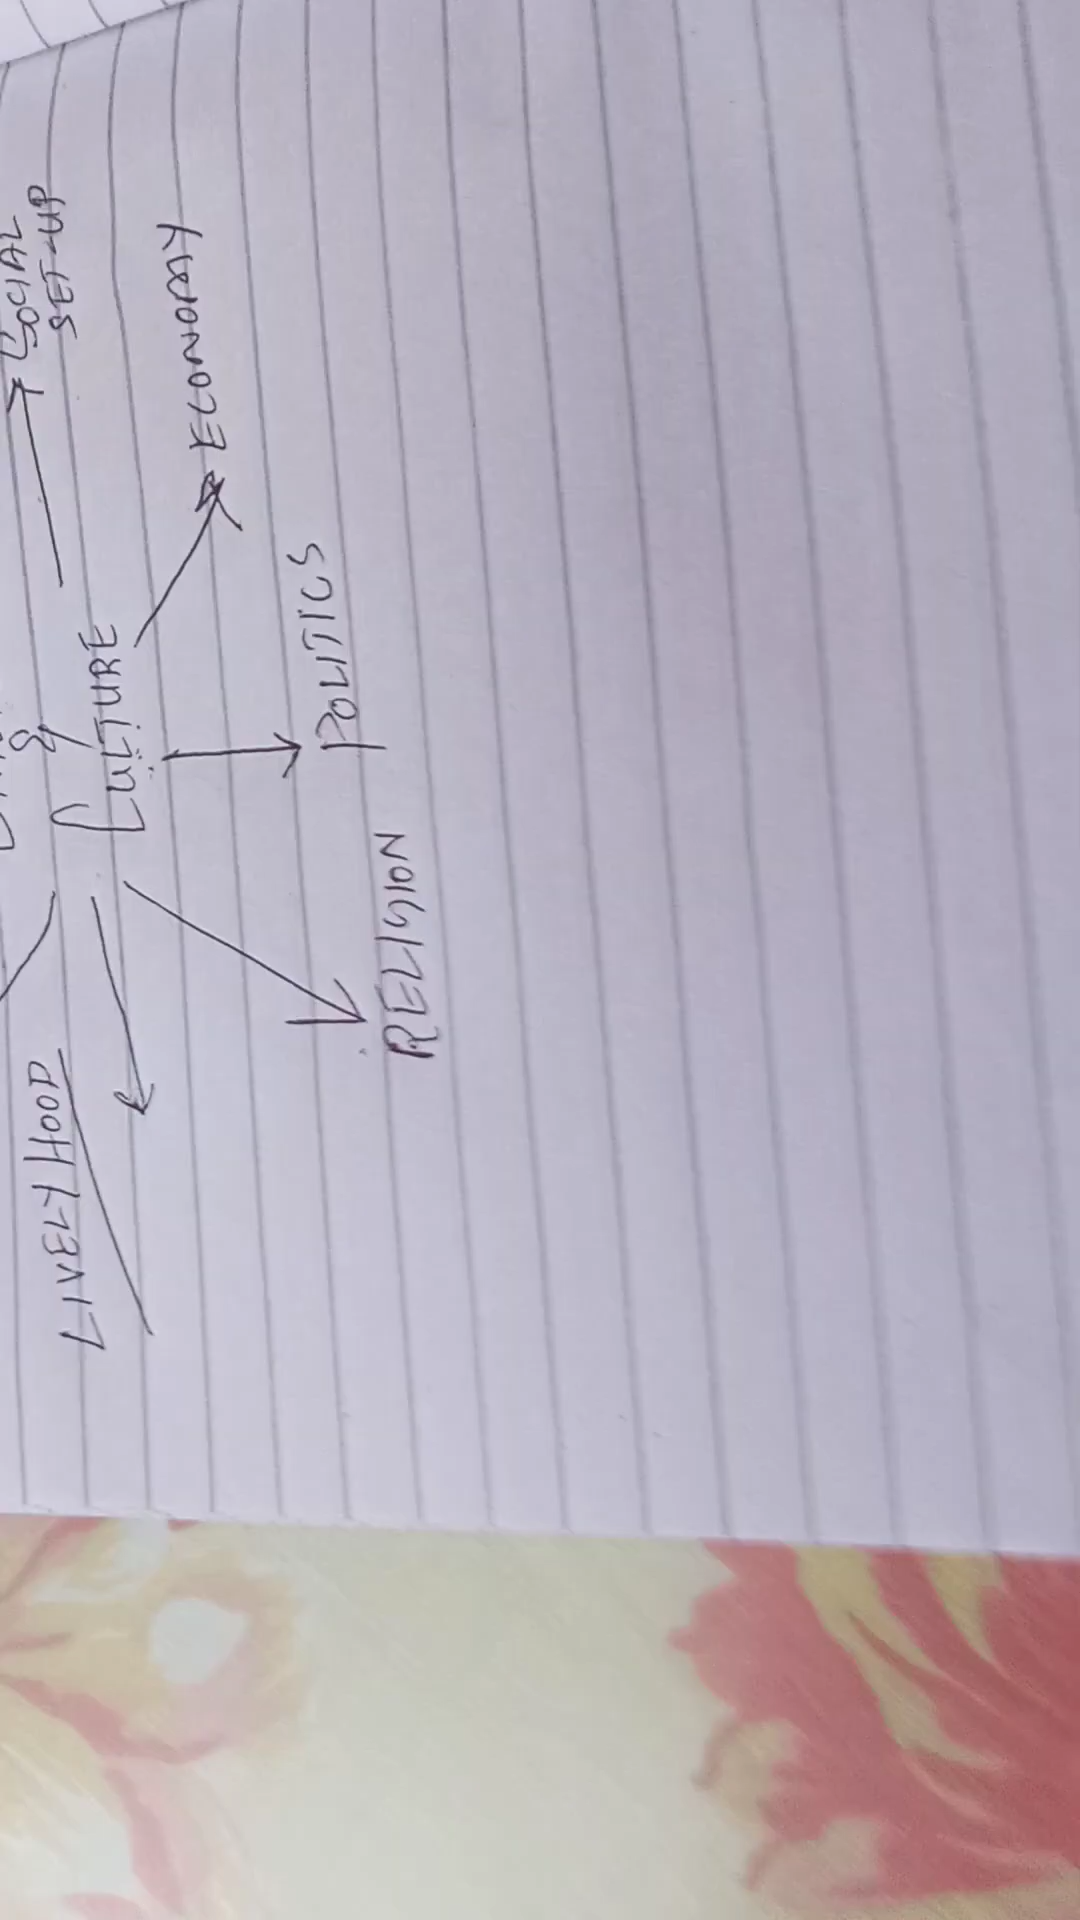 &
CULTURE
SOCIAL
SET-UP
ECONOMY
POLITICS
RELIGION
LIVELYHOOD